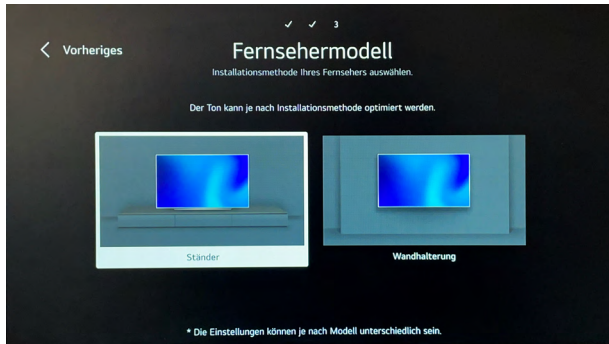 ✓ ✓ 3
< Vorheriges
Fernsehermodell
Installationsmethode Ihres Fernsehers auswählen.
Der Ton kann je nach Installationsmethode optimiert werden.
Ständer
Wandhalterung
* Die Einstellungen können je nach Modell unterschiedlich sein.